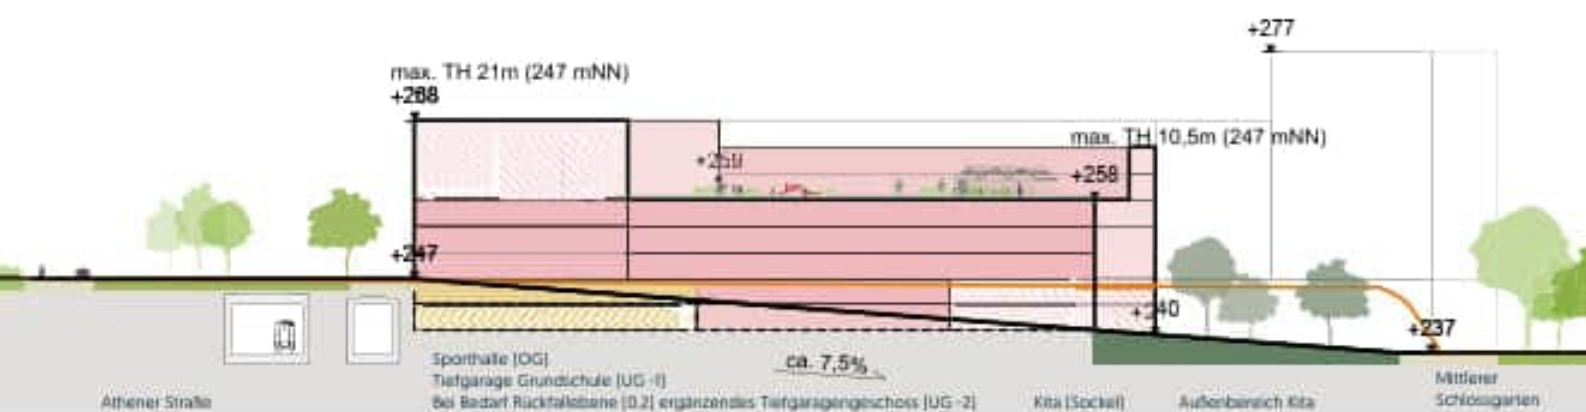 +277
max. TH 21m (247 mNN)
+268
max. TH 10,5m (247 mNN)
+259
+258
+247
+240
+237
Sporthalle [OG]
ca. 7,5%
Tiefgarage Grundschule [UG -1]
Mittlerer
Athener Straße
Bei Bedarf Rückfallebene [0.2] ergänzendes Tiefgaragengeschoss [UG -2]
Kita [Sockel]
Außenbereich Kita
Schlossgarten